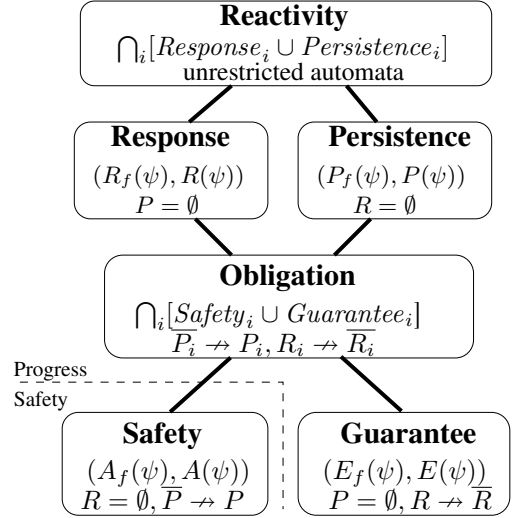 Reactivity
⋂ᵢ[Responseᵢ ∪ Persistenceᵢ]
unrestricted automata
Response
(R_f(ψ), R(ψ))
P = ∅
Persistence
(P_f(ψ), P(ψ))
R = ∅
Obligation
⋂ᵢ[Safetyᵢ ∪ Guaranteeᵢ]
P̅ᵢ ↛ Pᵢ, Rᵢ ↛ R̅ᵢ
Progress
Safety
Safety
(A_f(ψ), A(ψ))
R = ∅, P̅ ↛ P
Guarantee
(E_f(ψ), E(ψ))
P = ∅, R ↛ R̅